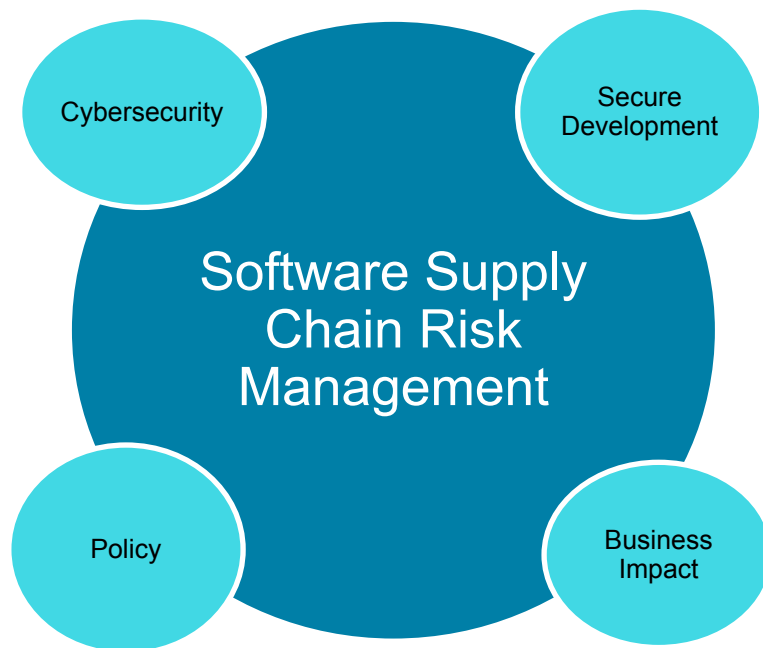 Cybersecurity
Secure
Development
Software Supply
Chain Risk
Management
Policy
Business
Impact